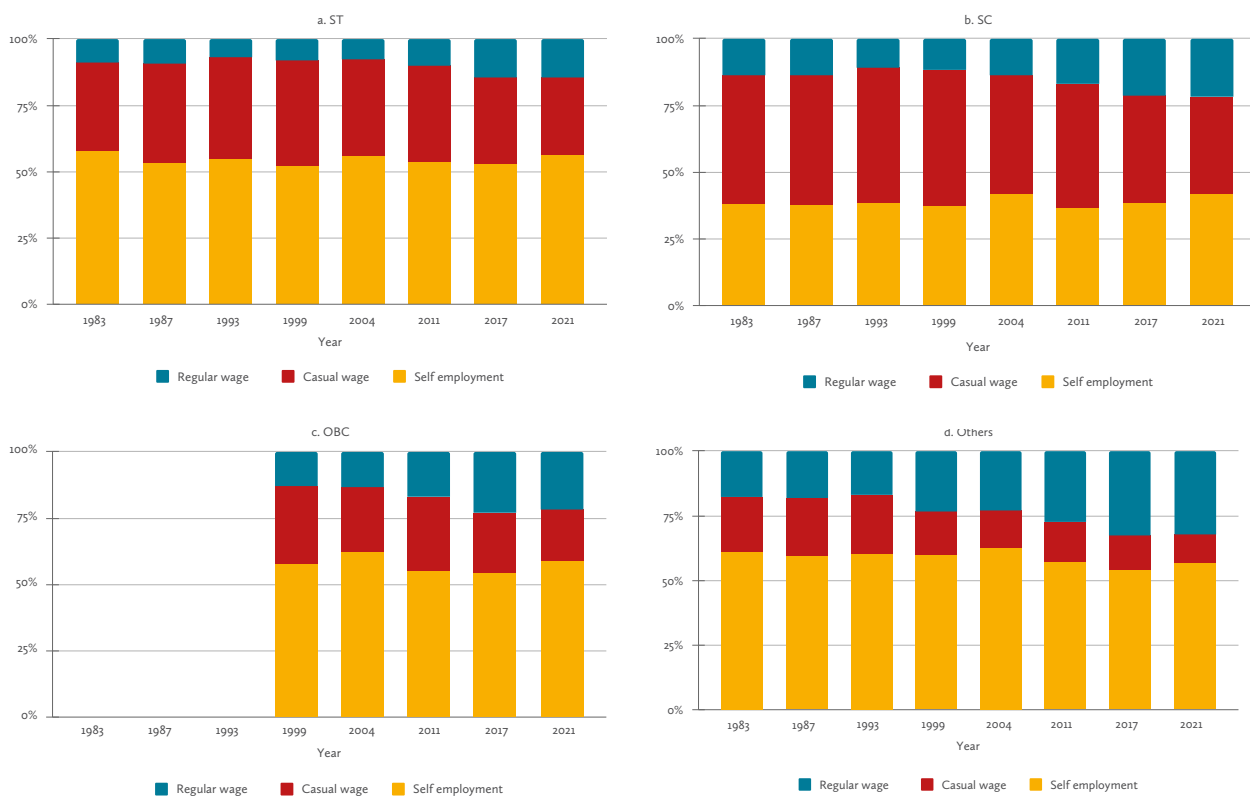 a. ST
100%
75%
50%
25%
0%
1983 1987 1993 1999 2004 2011 2017 2021
Year
Regular wage Casual wage Self employment
b. SC
100%
75%
50%
25%
0%
1983 1987 1993 1999 2004 2011 2017 2021
Year
Regular wage Casual wage Self employment
c. OBC
100%
75%
50%
25%
0%
1983 1987 1993 1999 2004 2011 2017 2021
Year
Regular wage Casual wage Self employment
d. Others
100%
75%
50%
25%
0%
1983 1987 1993 1999 2004 2011 2017 2021
Year
Regular wage Casual wage Self employment